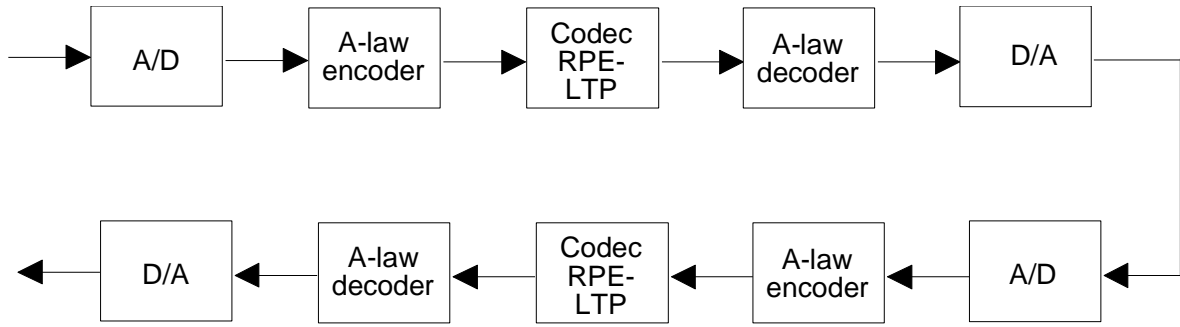 A/D
A-law
encoder
Codec
RPE-
LTP
A-law
decoder
D/A
D/A
A-law
decoder
Codec
RPE-
LTP
A-law
encoder
A/D